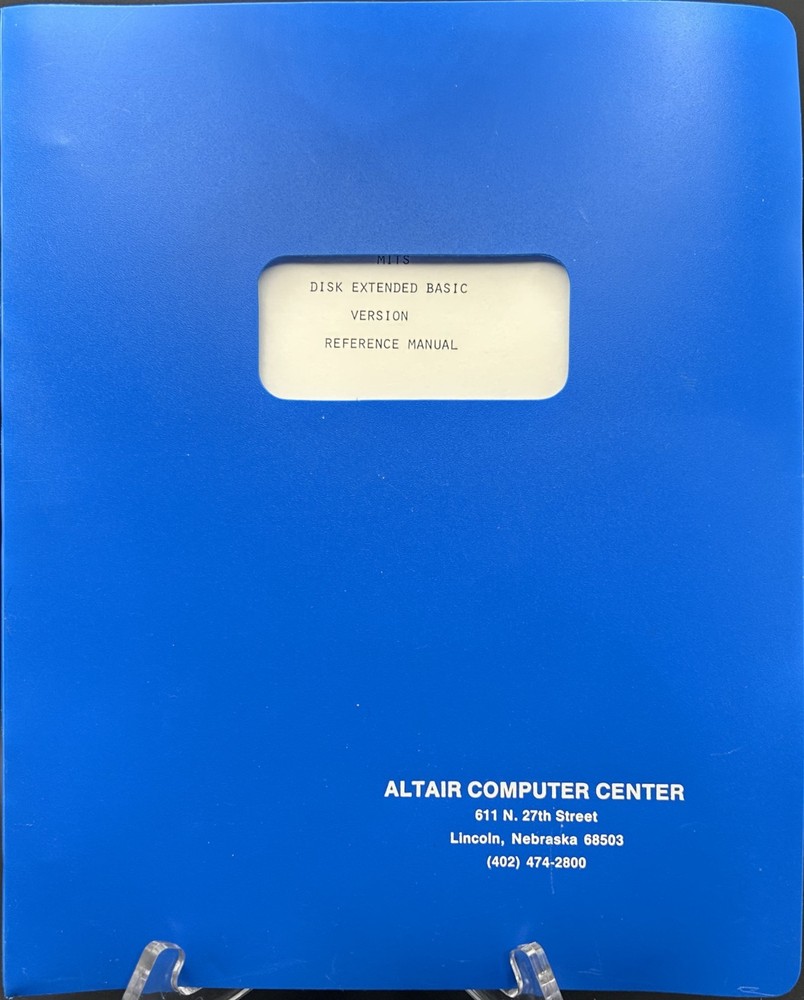 MITS
DISK EXTENDED BASIC
VERSION
REFERENCE MANUAL
ALTAIR COMPUTER CENTER
611 N. 27th Street
Lincoln, Nebraska 68503
(402) 474-2800